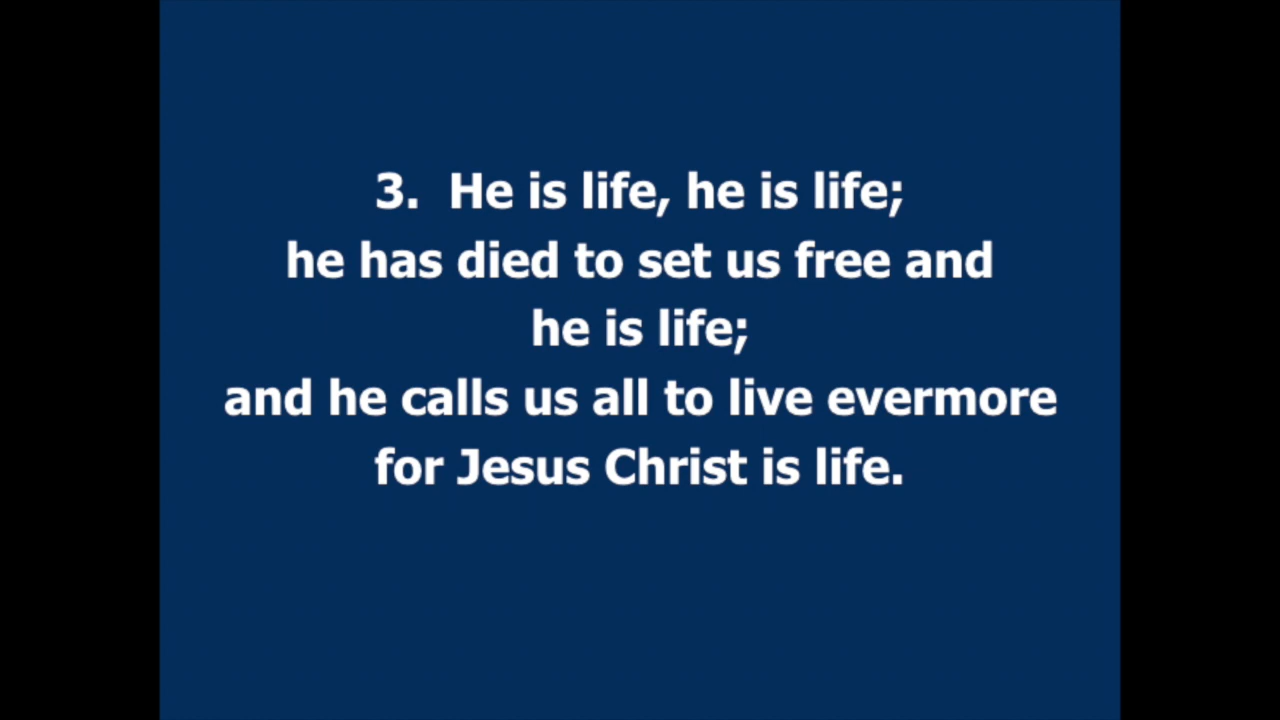 3.  He is life, he is life;
he has died to set us free and
he is life;
and he calls us all to live evermore
for Jesus Christ is life.